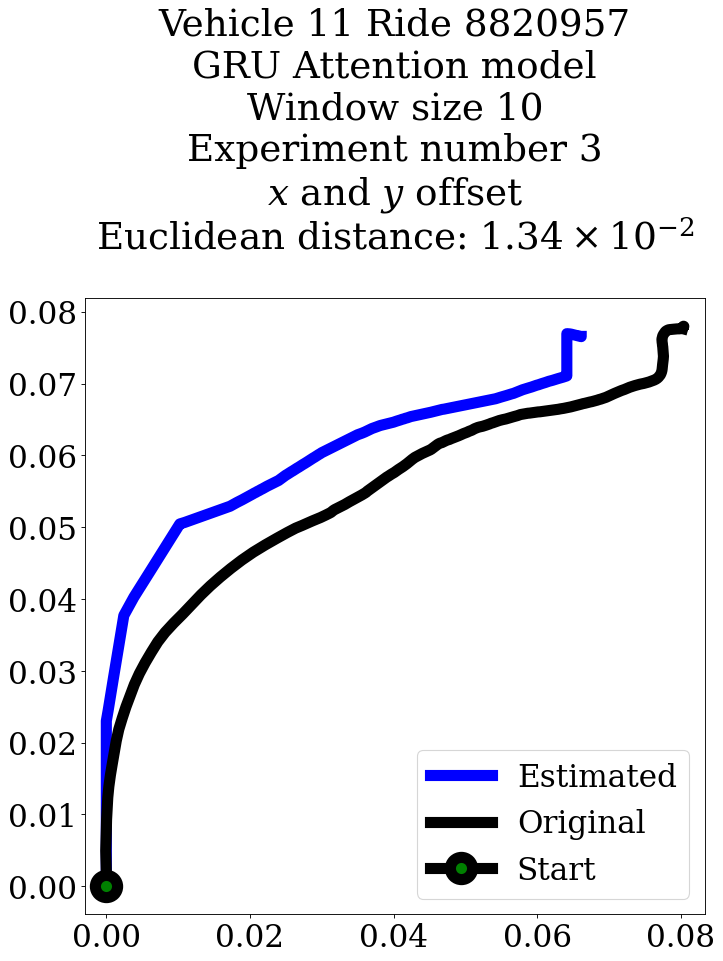 Vehicle 11 Ride 8820957
GRU Attention model
Window size 10
Experiment number 3
x and y offset
Euclidean distance: 1.34 × 10⁻²
0.08
0.07
0.06
0.05
0.04
0.03
0.02
0.01
0.00
Estimated
Original
Start
0.00 0.02 0.04 0.06 0.08